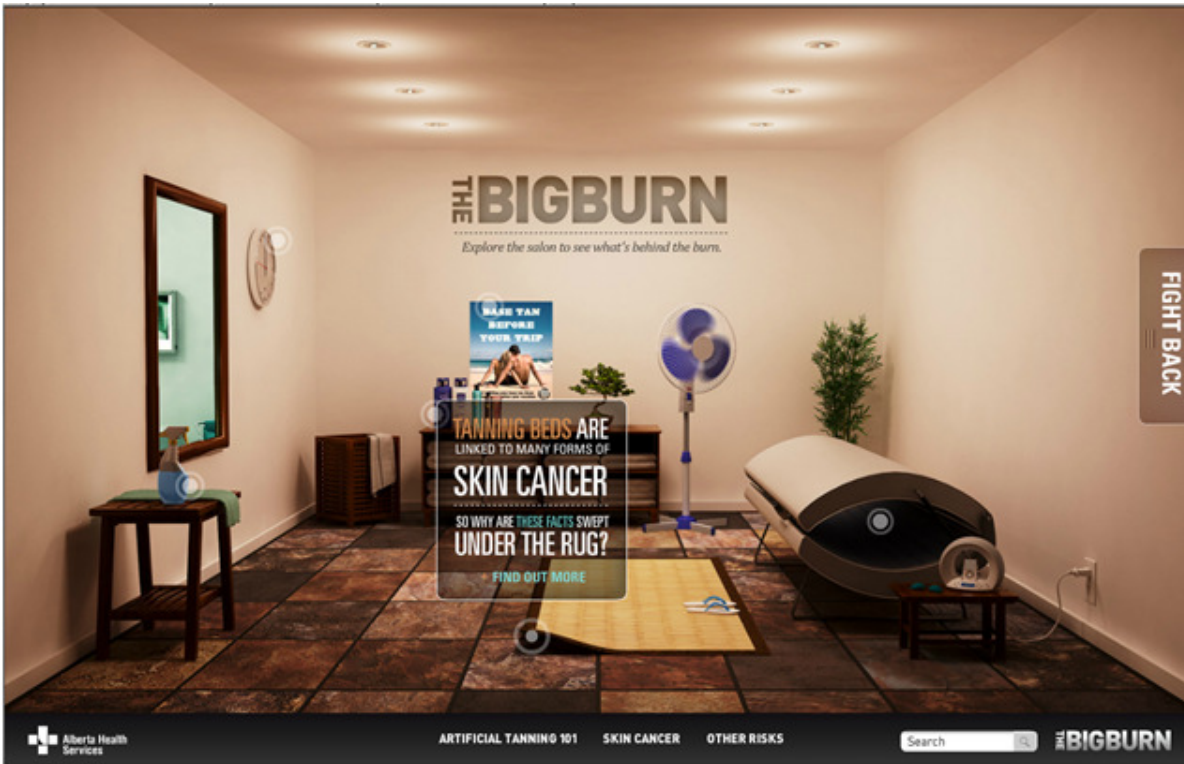 THE BIGBURN
Explore the salon to see what's behind the burn.
BASE TAN
BEFORE
YOUR TRIP
FIGHT BACK
TANNING BEDS ARE
LINKED TO MANY FORMS OF
SKIN CANCER
SO WHY ARE THESE FACTS SWEPT
UNDER THE RUG?
FIND OUT MORE
Alberta Health
Services
ARTIFICIAL TANNING 101
SKIN CANCER
OTHER RISKS
Search
THE BIGBURN